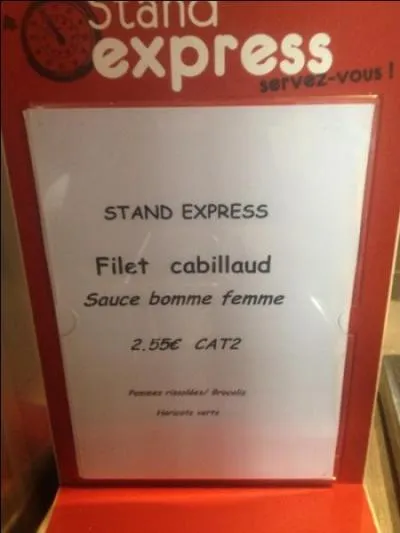 Stand
express
servez-vous !
STAND EXPRESS
Filet cabillaud
Sauce bomme femme
2.55€ CAT2
Pommes rissolées/ Brocolis
Haricots verts